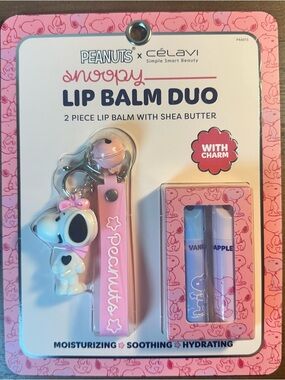 PEANUTS x CÉLAVI
Simple Smart Beauty
snoopy
LIP BALM DUO
2 PIECE LIP BALM WITH SHEA BUTTER
WITH
CHARM
Peanuts
APPLE
MOISTURIZING SOOTHING HYDRATING